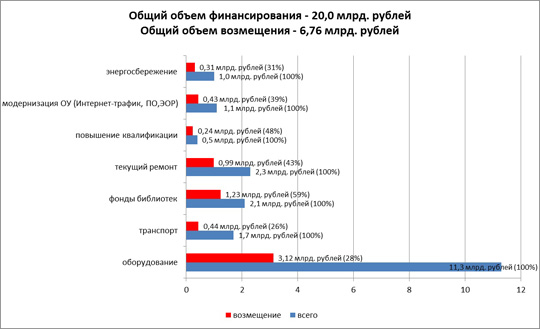 Общий объем финансирования - 20,0 млрд. рублей
Общий объем возмещения - 6,76 млрд. рублей
энергосбережение
0,31 млрд. рублей (31%)
1,0 млрд. рублей (100%)
модернизация ОУ (Интернет-трафик, ПО,ЭОР)
0,43 млрд. рублей (39%)
1,1 млрд. рублей (100%)
повышение квалификации
0,24 млрд. рублей (48%)
0,5 млрд. рублей (100%)
текущий ремонт
0,99 млрд. рублей (43%)
2,3 млрд. рублей (100%)
фонды библиотек
1,23 млрд. рублей (59%)
2,1 млрд. рублей (100%)
транспорт
0,44 млрд. рублей (26%)
1,7 млрд. рублей (100%)
оборудование
3,12 млрд. рублей (28%)
11,3 млрд. рублей (100%)
0 2 4 6 8 10 12
возмещение всего